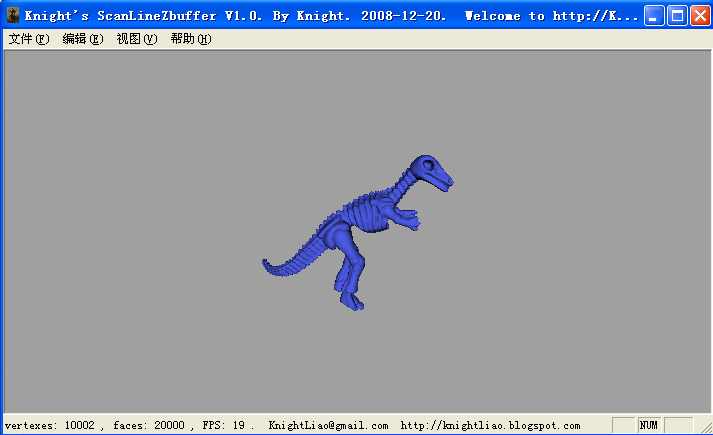 Knight's ScanLineZbuffer V1.0. By Knight. 2008-12-20. Welcome to http://K...
文件(F) 编辑(E) 视图(V) 帮助(H)
vertexes: 10002 , faces: 20000 , FPS: 19 . KnightLiao@gmail.com http://knightliao.blogspot.com NUM